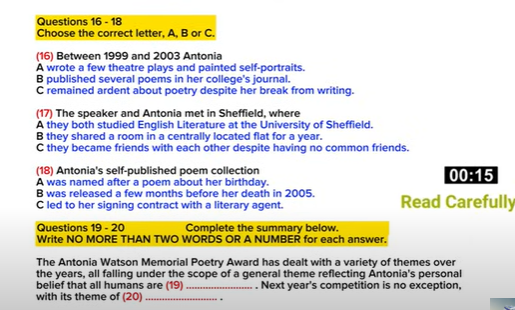 Questions 16 - 18
Choose the correct letter, A, B or C.
(16) Between 1999 and 2003 Antonia
A wrote a few theatre plays and painted self-portraits.
B published several poems in her college's journal.
C remained ardent about poetry despite her break from writing.
(17) The speaker and Antonia met in Sheffield, where
A they both studied English Literature at the University of Sheffield.
B they shared a room in a centrally located flat for a year.
C they became friends with each other despite having no common friends.
(18) Antonia's self-published poem collection
A was named after a poem about her birthday.
B was released a few months before her death in 2005.
C led to her signing contract with a literary agent.
00:15
Read Carefully
Questions 19 - 20 Complete the summary below.
Write NO MORE THAN TWO WORDS OR A NUMBER for each answer.
The Antonia Watson Memorial Poetry Award has dealt with a variety of themes over
the years, all falling under the scope of a general theme reflecting Antonia's personal
belief that all humans are (19) ........................ . Next year's competition is no exception,
with its theme of (20) .......................... .